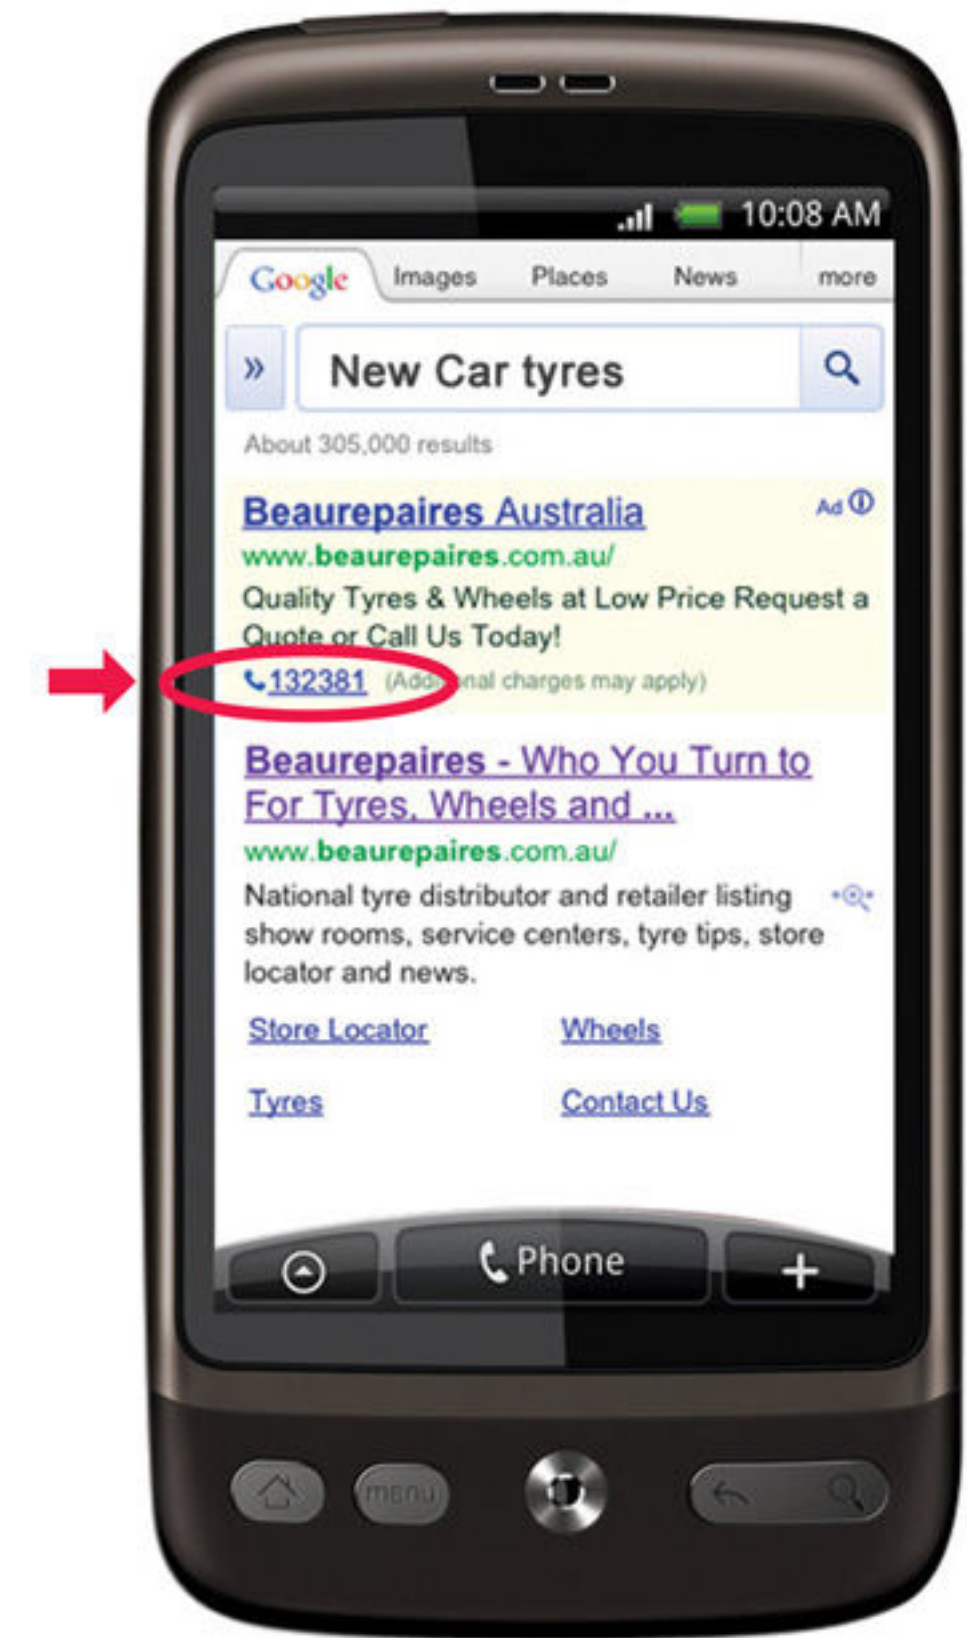 10:08 AM
Google Images Places News more
» New Car tyres
About 305,000 results
Beaurepaires Australia Ad
www.beaurepaires.com.au/
Quality Tyres & Wheels at Low Price Request a
Quote or Call Us Today!
132381 (Additional charges may apply)
Beaurepaires - Who You Turn to
For Tyres, Wheels and ...
www.beaurepaires.com.au/
National tyre distributor and retailer listing
show rooms, service centers, tyre tips, store
locator and news.
Store Locator Wheels
Tyres Contact Us
Phone
menu